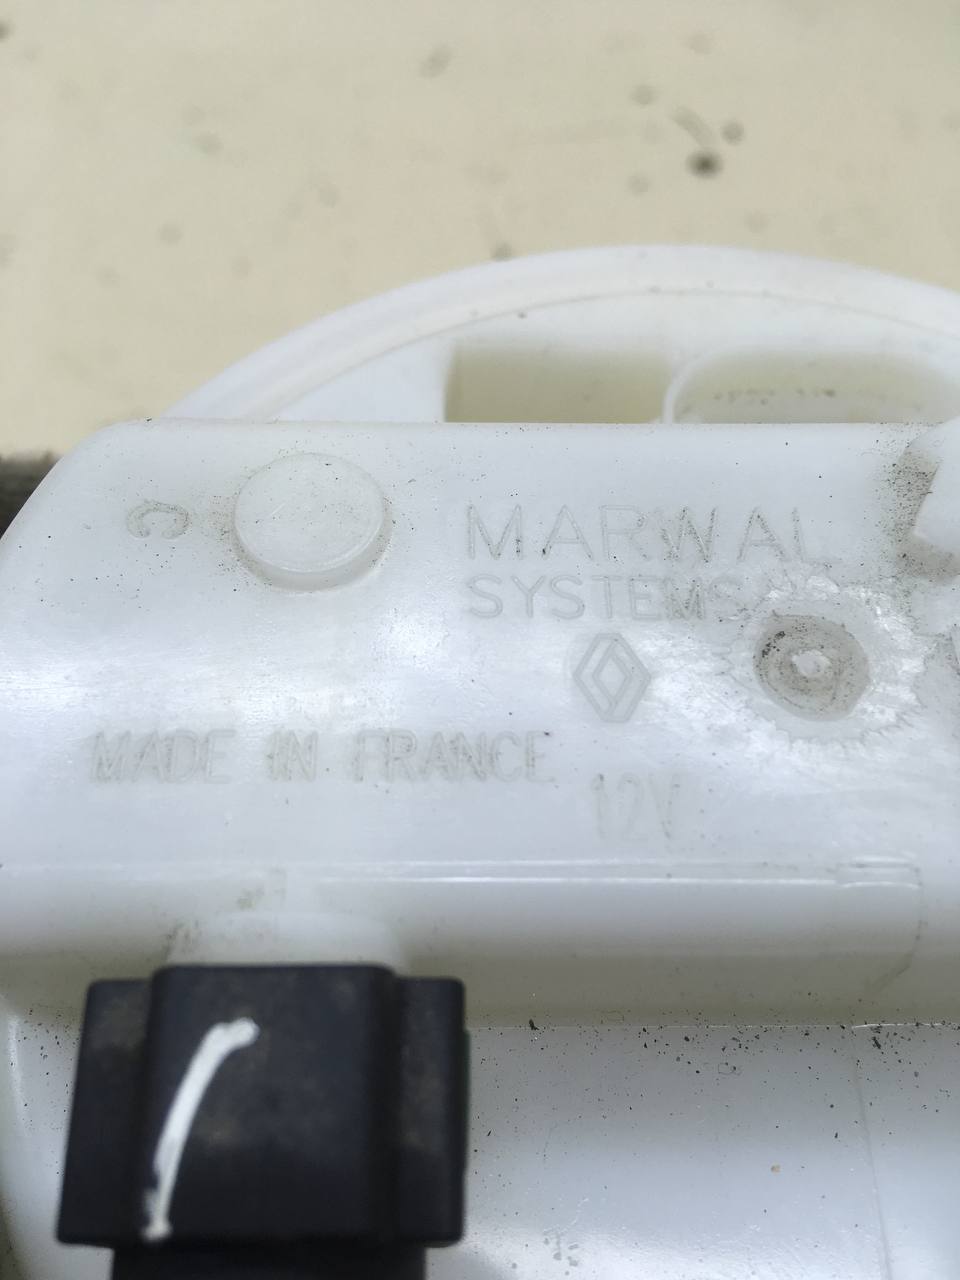 C
MARWAL
SYSTEMS
MADE IN FRANCE
12V